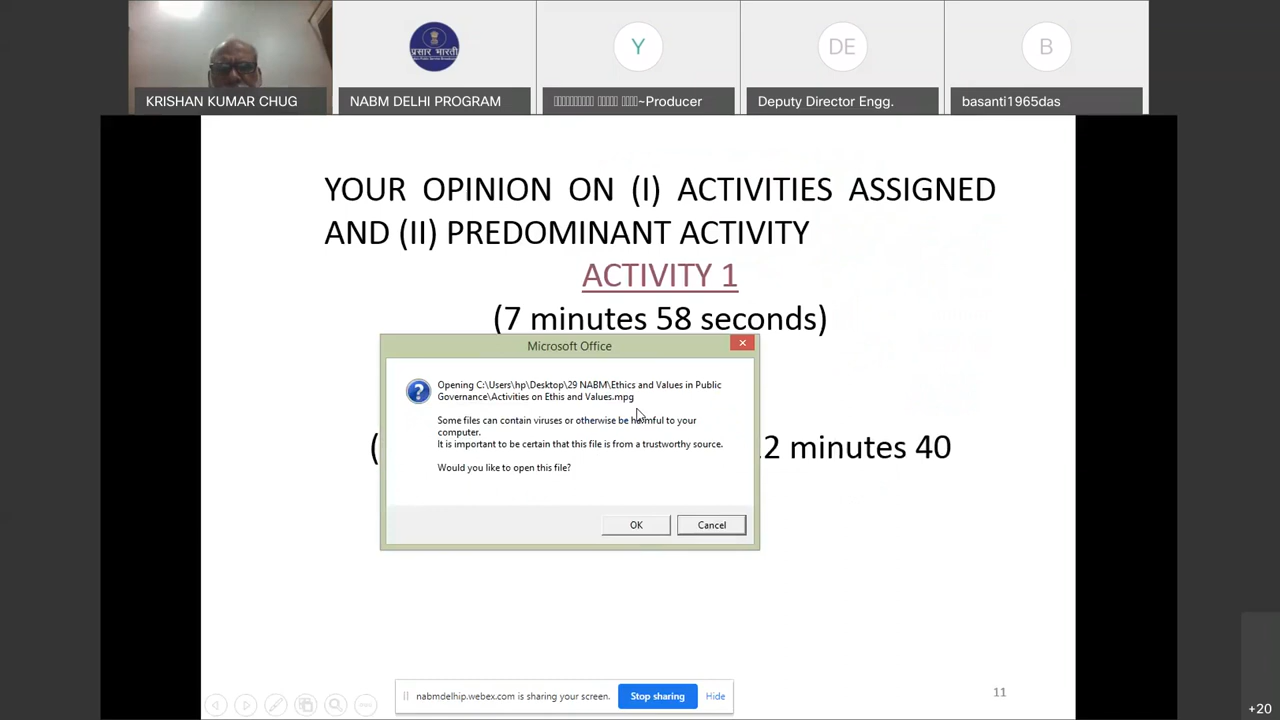 Y
DE
B
प्रसार भारती
KRISHAN KUMAR CHUG
NABM DELHI PROGRAM
~Producer
Deputy Director Engg.
basanti1965das
YOUR OPINION ON (I) ACTIVITIES ASSIGNED
AND (II) PREDOMINANT ACTIVITY
ACTIVITY 1
(7 minutes 58 seconds)
Microsoft Office
Opening C:\Users\hp\Desktop\29 NABM\Ethics and Values in Public
Governance\Activities on Ethis and Values.mpg
Some files can contain viruses or otherwise be harmful to your
computer.
It is important to be certain that this file is from a trustworthy source.
Would you like to open this file?
OK
Cancel
( 2 minutes 40
nabmdelhip.webex.com is sharing your screen.
Stop sharing
Hide
11
+20